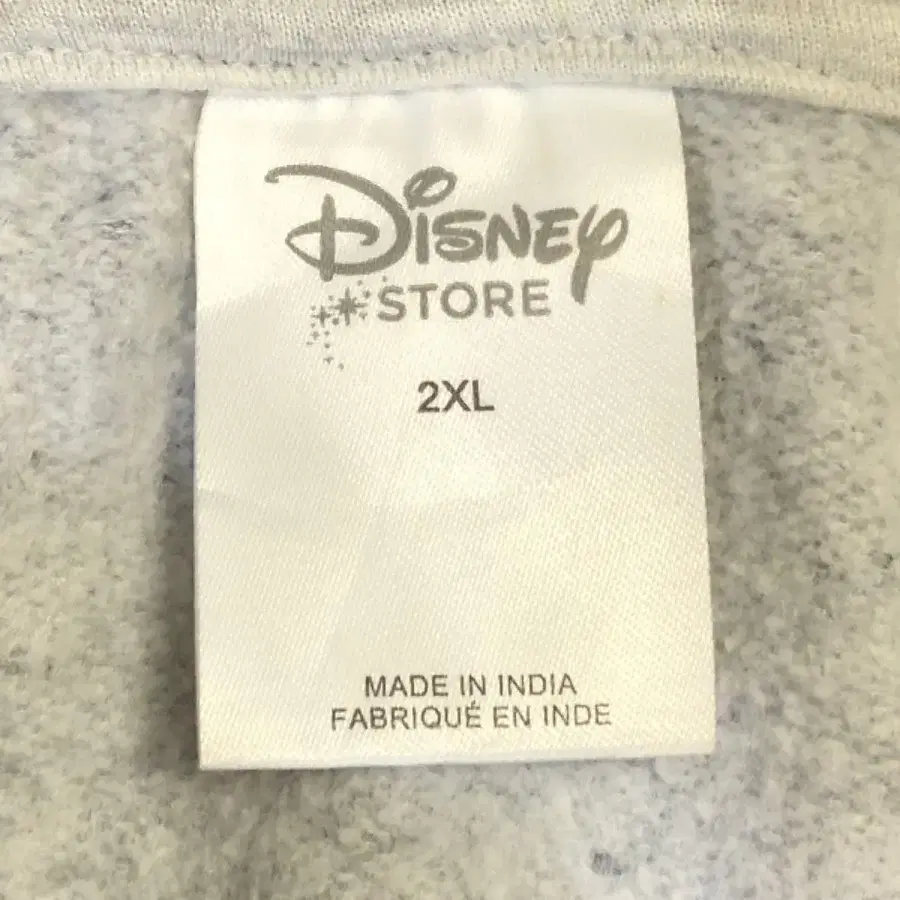 DISNEY
STORE
2XL
MADE IN INDIA
FABRIQUÉ EN INDE